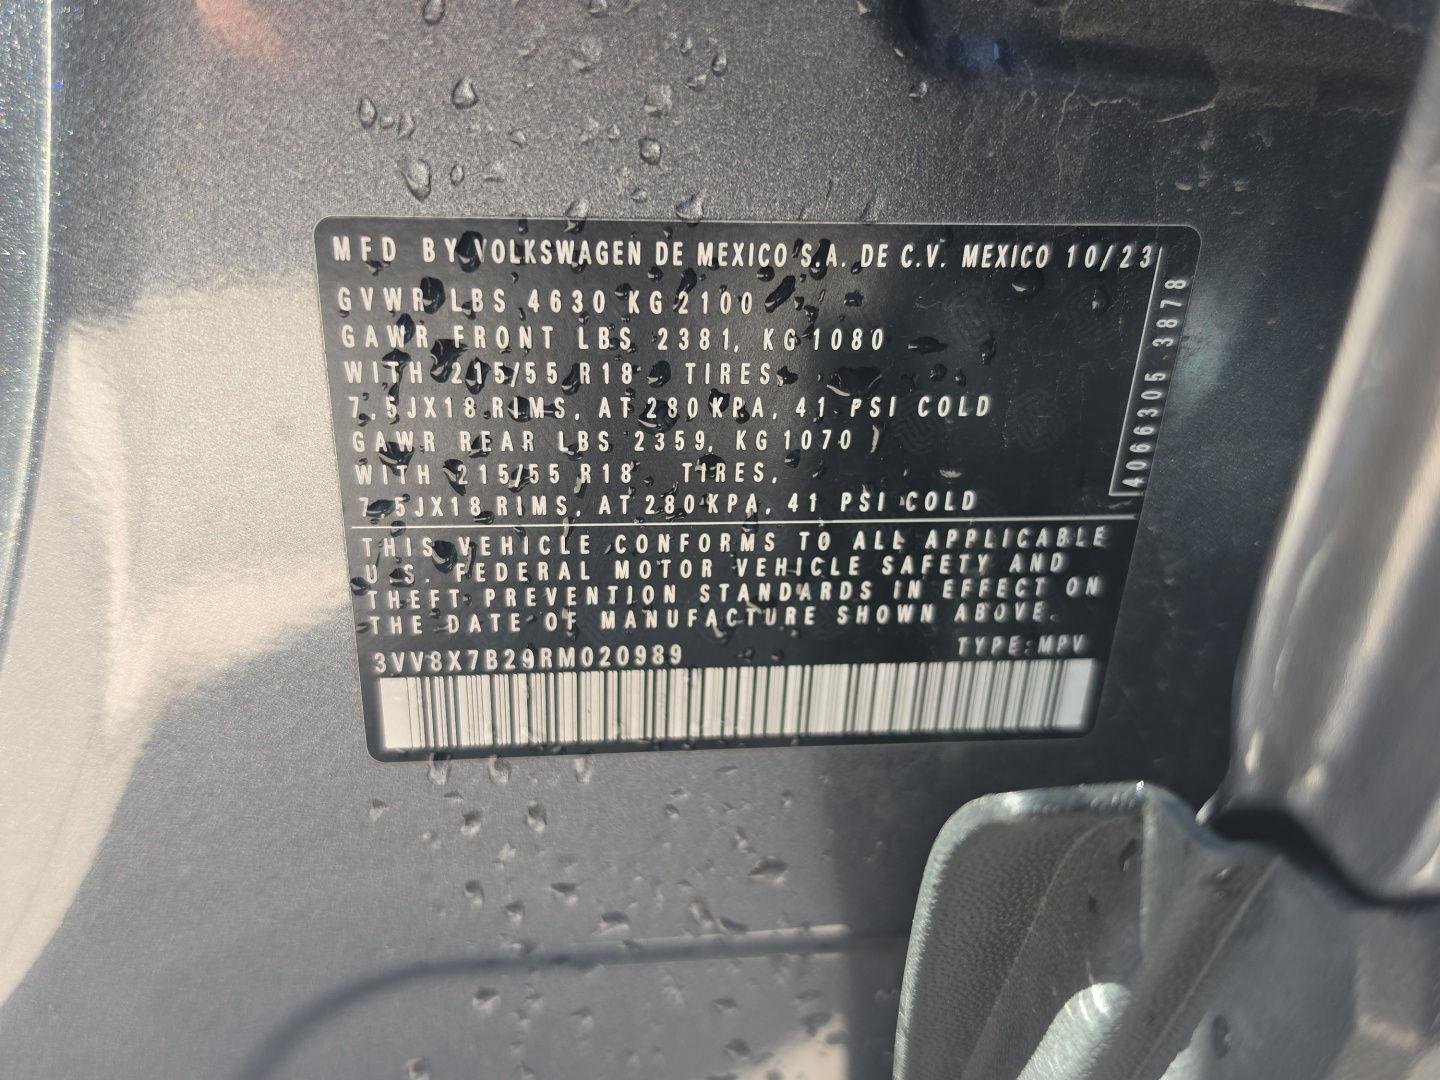 MFD BY VOLKSWAGEN DE MEXICO S.A. DE C.V. MEXICO 10/23
GVWR LBS 4630 KG 2100
GAWR FRONT LBS 2381, KG 1080
WITH 215/55 R18 TIRES,
7.5JX18 RIMS, AT 280 KPA, 41 PSI COLD
GAWR REAR LBS 2359, KG 1070
WITH 215/55 R18 TIRES,
7.5JX18 RIMS, AT 280 KPA, 41 PSI COLD
4066305 3878
THIS VEHICLE CONFORMS TO ALL APPLICABLE
U.S. FEDERAL MOTOR VEHICLE SAFETY AND
THEFT PREVENTION STANDARDS IN EFFECT ON
THE DATE OF MANUFACTURE SHOWN ABOVE.
3VV8X7B29RM020989 TYPE:MPV